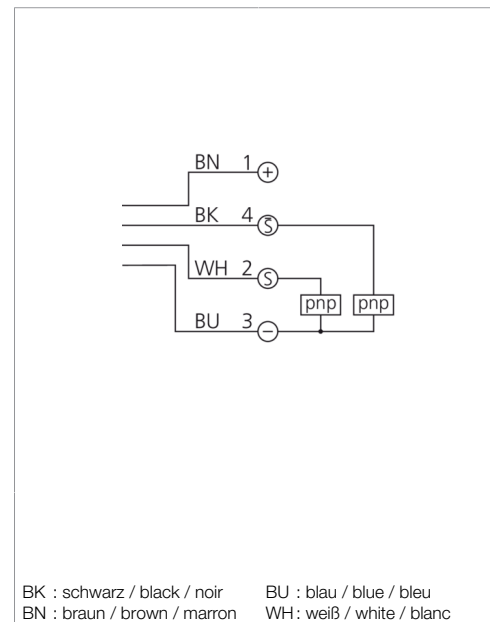 BN 1 +
BK 4 S̅
WH 2 S
pnp pnp
BU 3 −
BK : schwarz / black / noir BU : blau / blue / bleu
BN : braun / brown / marron WH : weiß / white / blanc